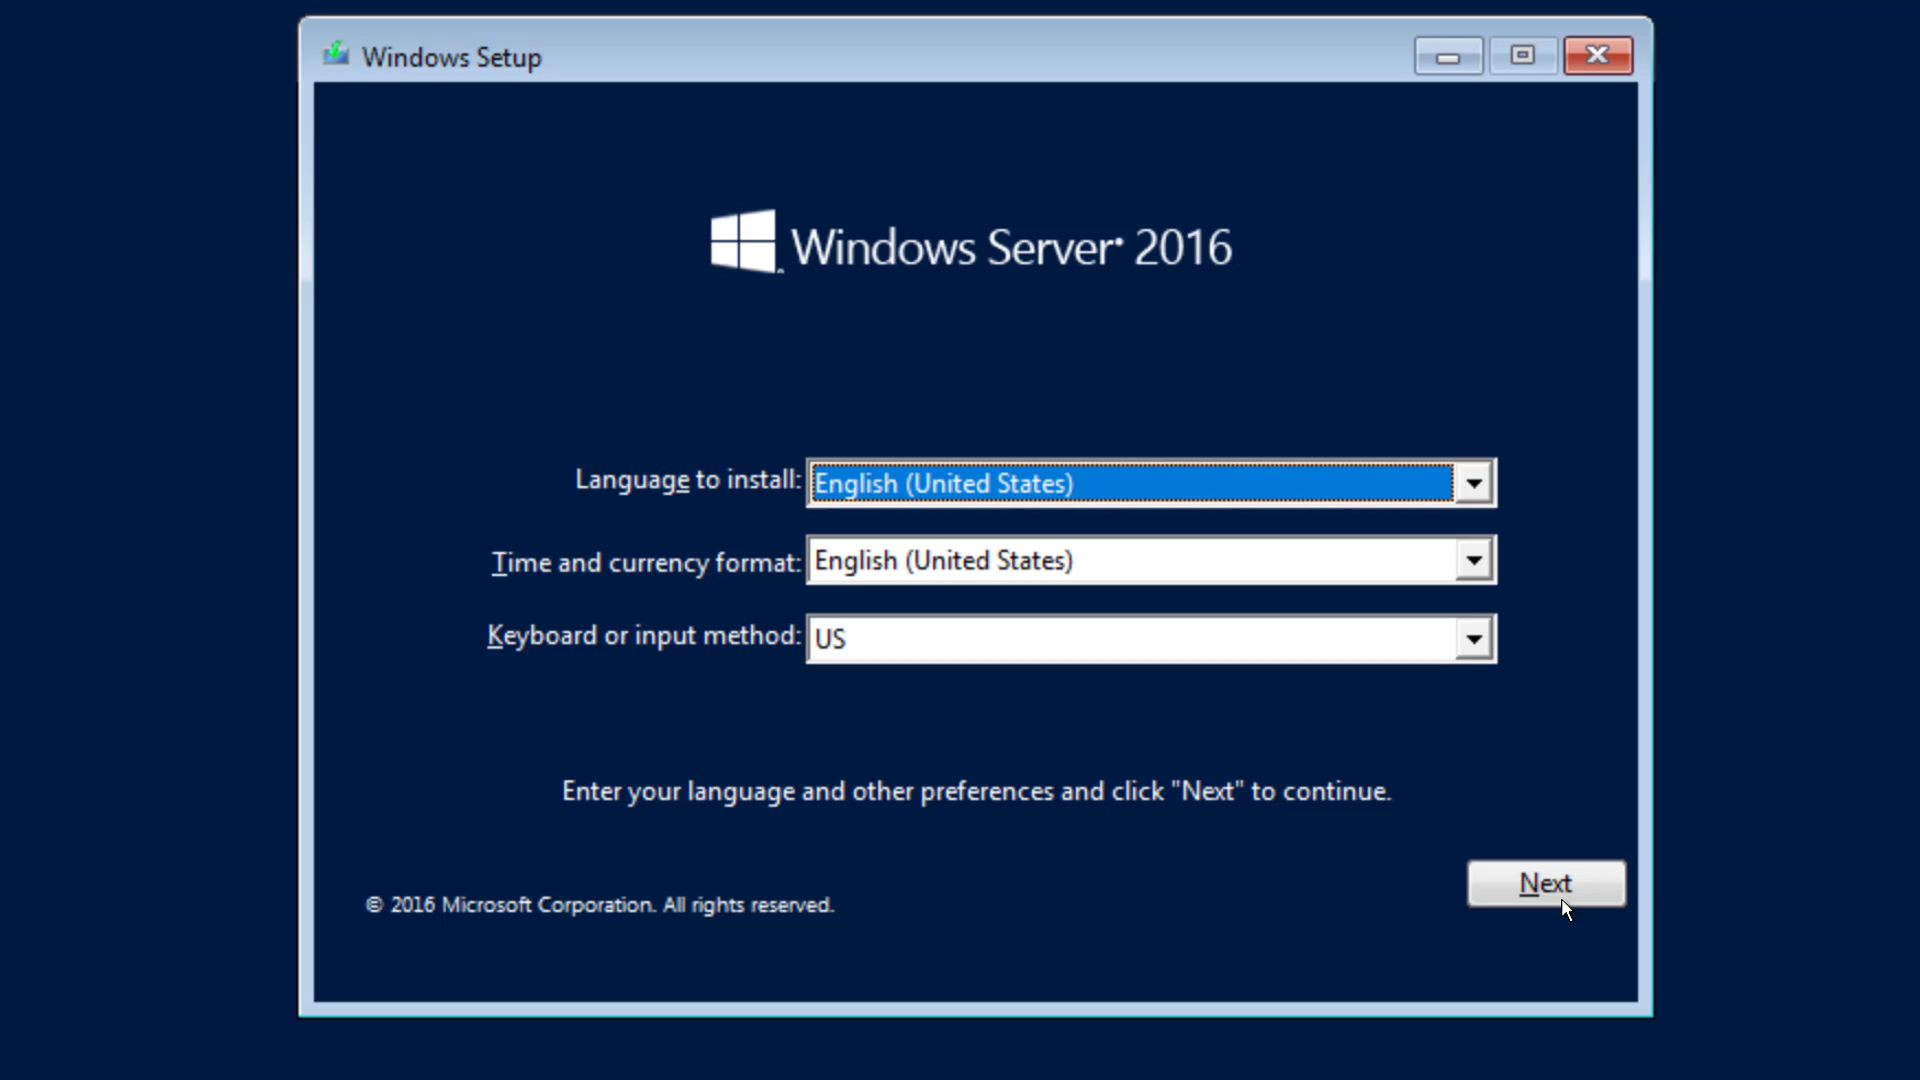 Windows Setup
Windows Server® 2016
Language to install: English (United States)
Time and currency format: English (United States)
Keyboard or input method: US
Enter your language and other preferences and click "Next" to continue.
Next
© 2016 Microsoft Corporation. All rights reserved.